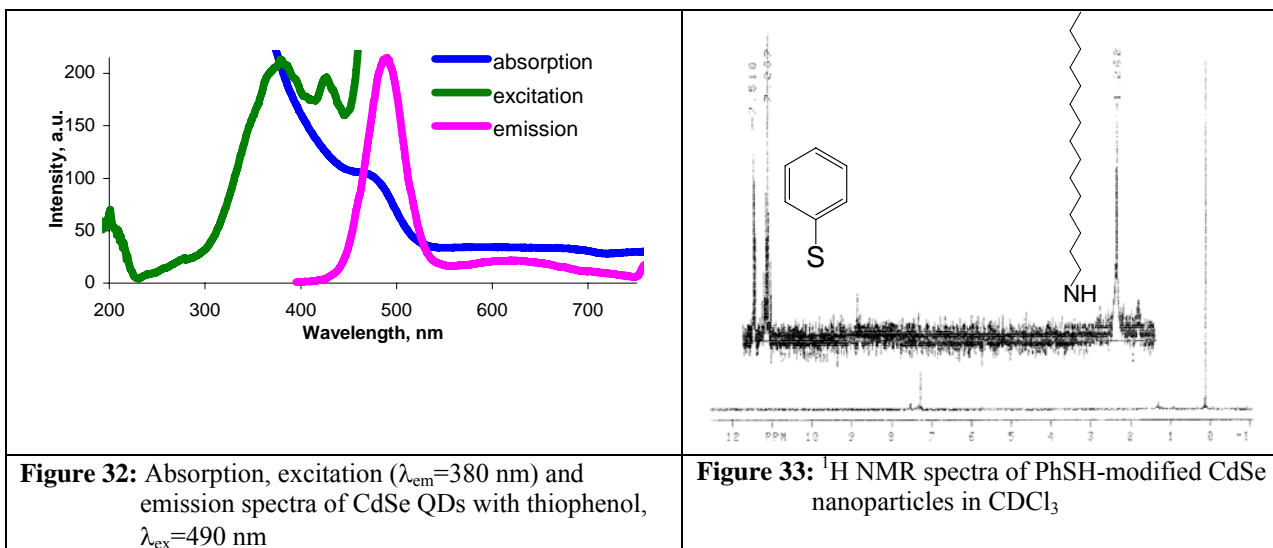 200
150
100
50
0
Intensity, a.u.
absorption
excitation
emission
200 300 400 500 600 700
Wavelength, nm
Figure 32: Absorption, excitation (λem=380 nm) and
emission spectra of CdSe QDs with thiophenol,
λex=490 nm
1.262
S
NH
12 PPM 10 9 8 7 6 5 4 3 2 1 0 -1
Figure 33: ¹H NMR spectra of PhSH-modified CdSe
nanoparticles in CDCl₃